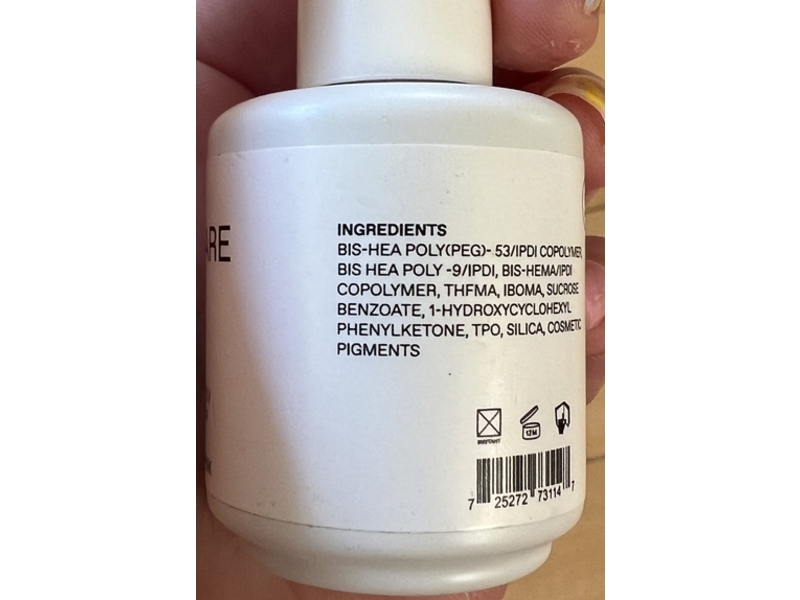 ARE
INGREDIENTS
BIS-HEA POLY(PEG)- 53/IPDI COPOLYMER,
BIS HEA POLY -9/IPDI, BIS-HEMA/IPDI
COPOLYMER, THFMA, IBOMA, SUCROSE
BENZOATE, 1-HYDROXYCYCLOHEXYL
PHENYLKETONE, TPO, SILICA, COSMETIC
PIGMENTS
12M
7 25272 73114 7